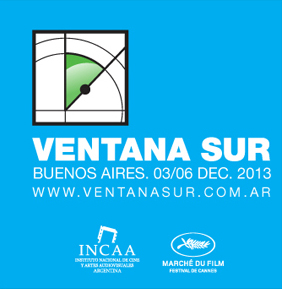 VENTANA SUR
BUENOS AIRES. 03/06 DEC. 2013
WWW.VENTANASUR.COM.AR
INCAA
INSTITUTO NACIONAL DE CINE
Y ARTES AUDIOVISUALES
ARGENTINA
MARCHÉ DU FILM
FESTIVAL DE CANNES